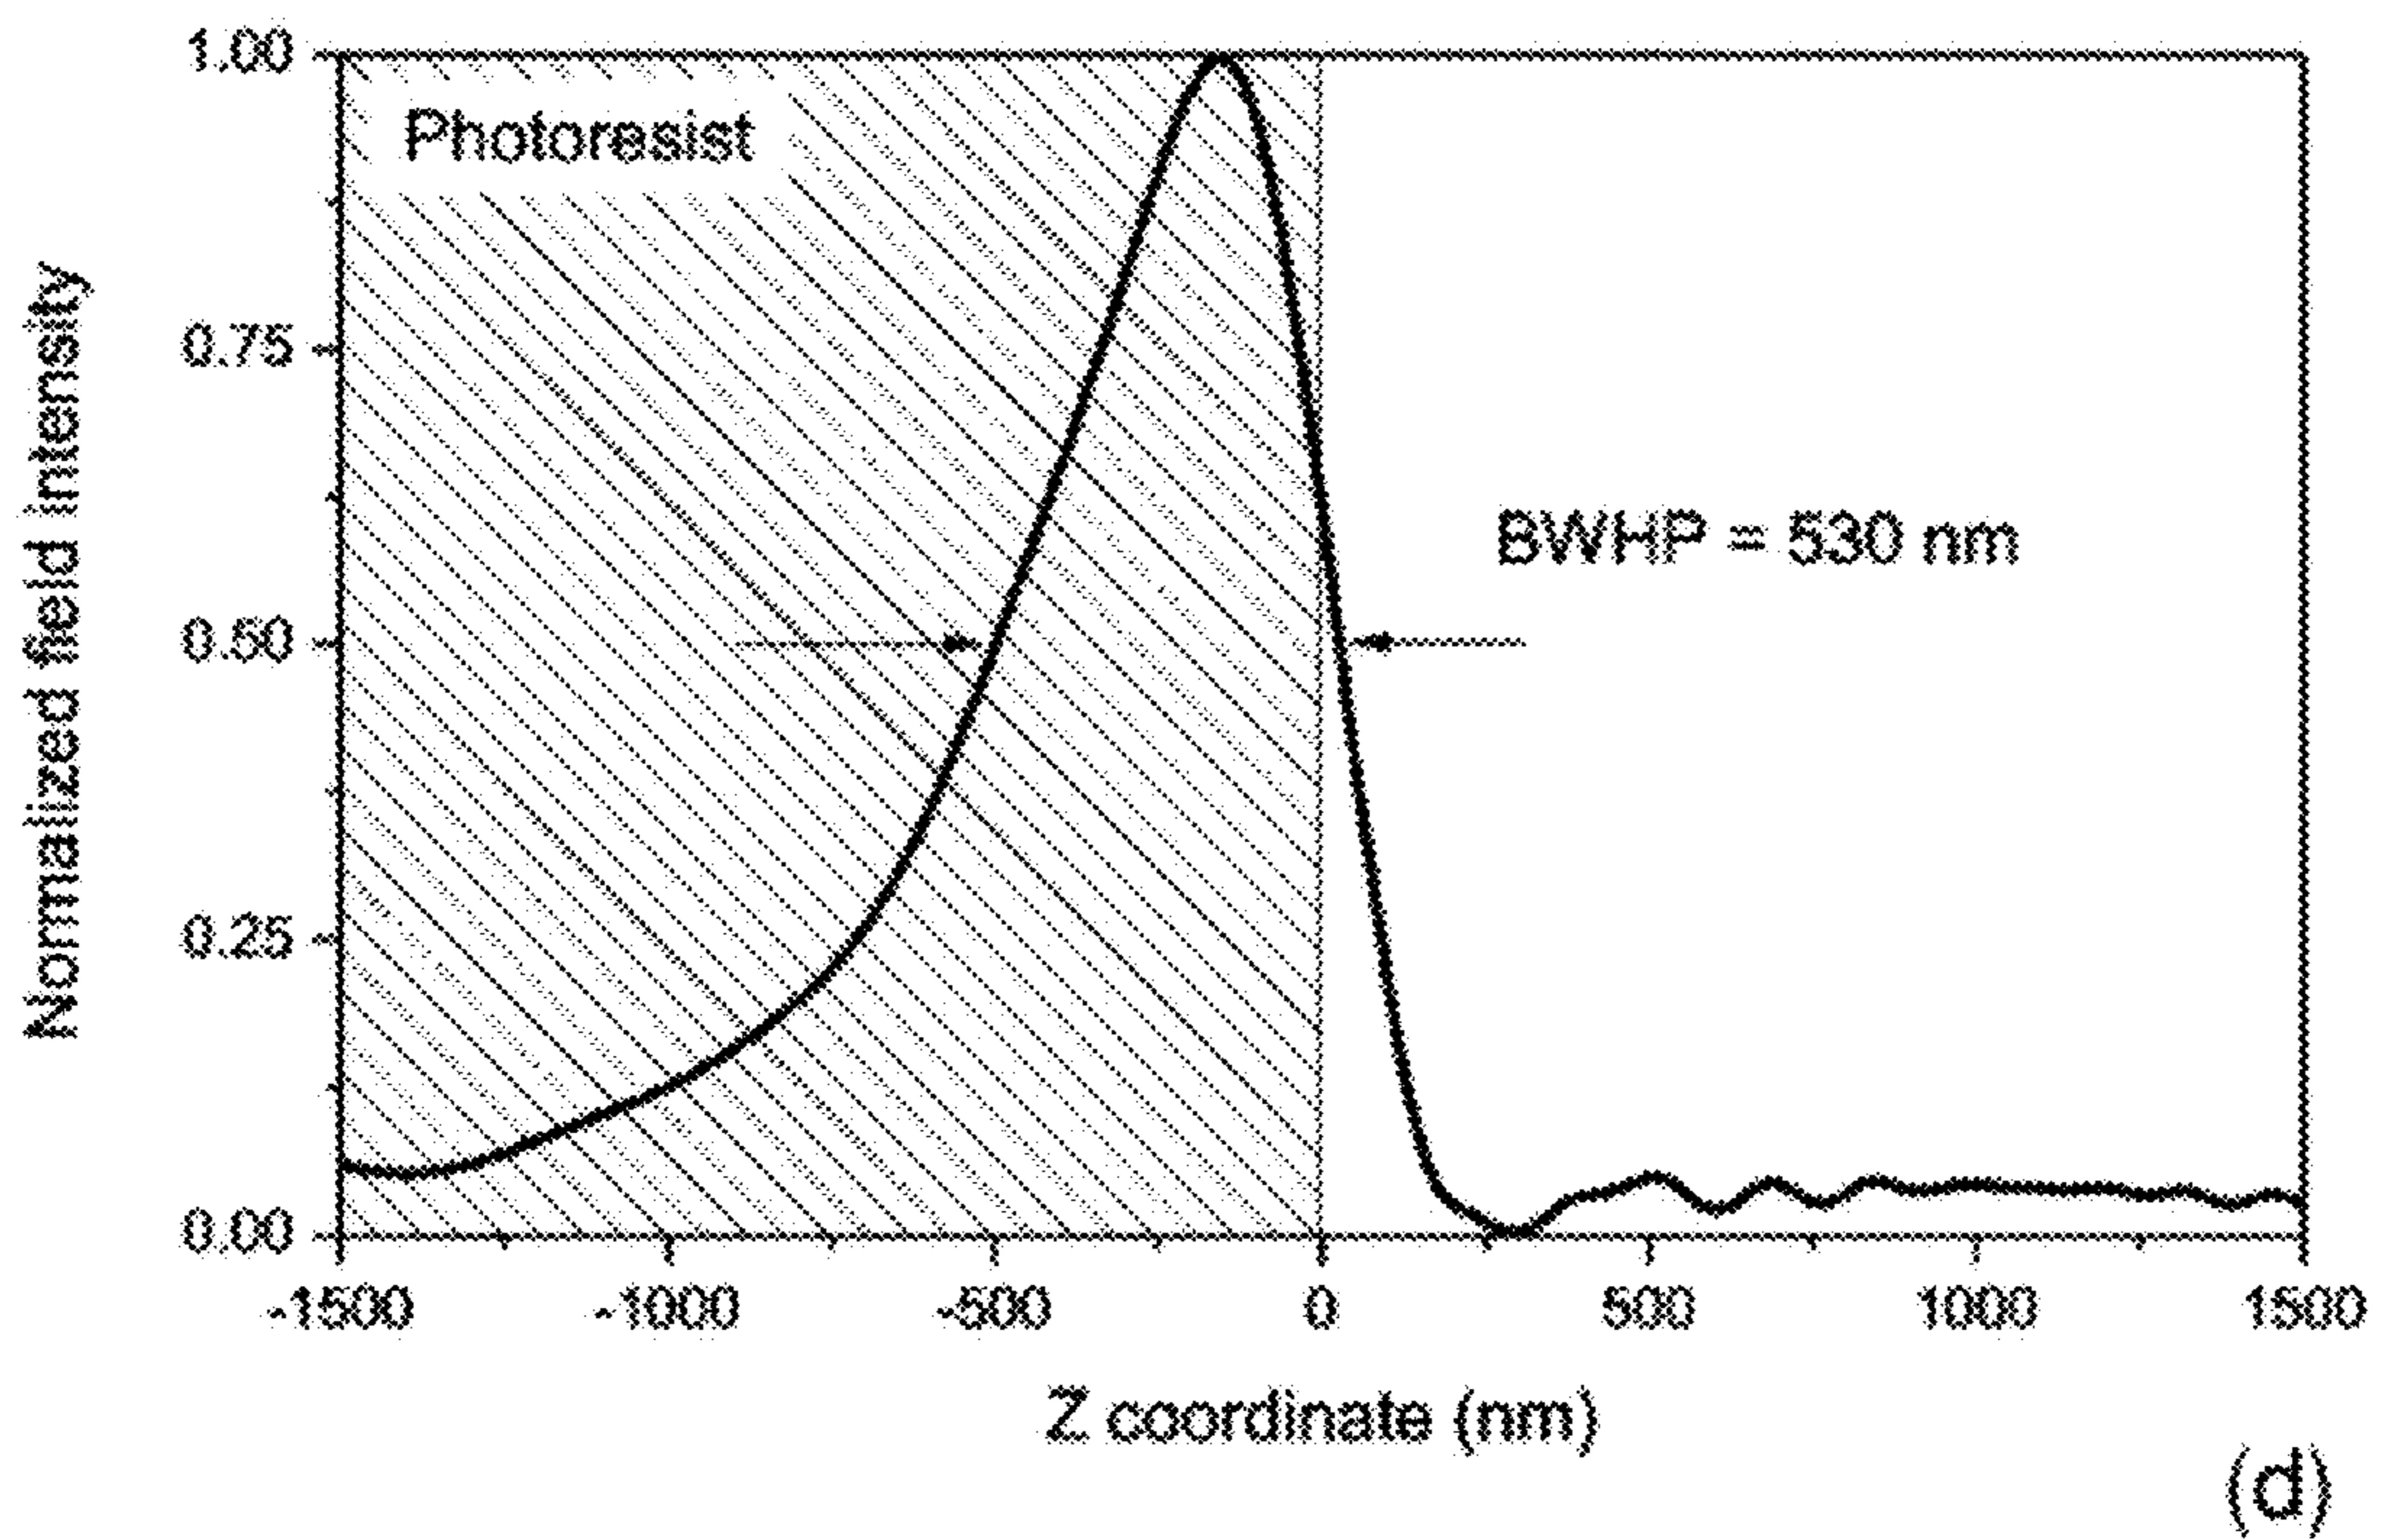 1.00
Photoresist
0.75
BWHP = 530 nm
0.50
0.25
0.00
Normalized field intensity
-1500 -1000 -500 0 500 1000 1500
Z coordinate (nm)
(d)